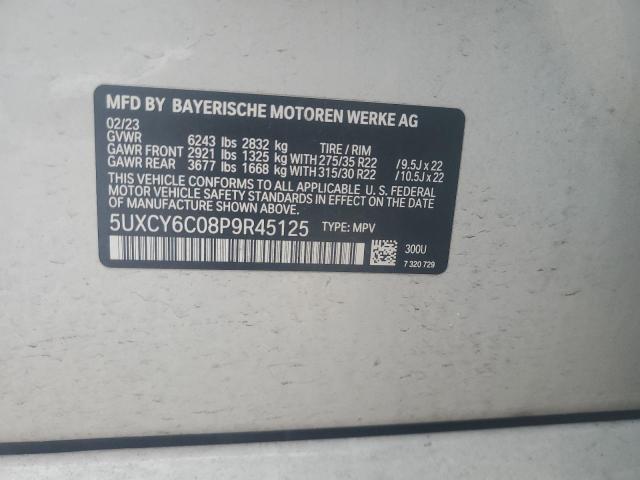 MFD BY BAYERISCHE MOTOREN WERKE AG
02/23
GVWR 6243 lbs 2832 kg TIRE / RIM
GAWR FRONT 2921 lbs 1325 kg WITH 275/35 R22 /9.5J x 22
GAWR REAR 3677 lbs 1668 kg WITH 315/30 R22 /10.5J x 22
THIS VEHICLE CONFORMS TO ALL APPLICABLE U. S. FEDERAL
MOTOR VEHICLE SAFETY STANDARDS IN EFFECT ON THE DATE
OF MANUFACTURE SHOWN ABOVE.
5UXCY6C08P9R45125 TYPE: MPV
300U
7 320 729